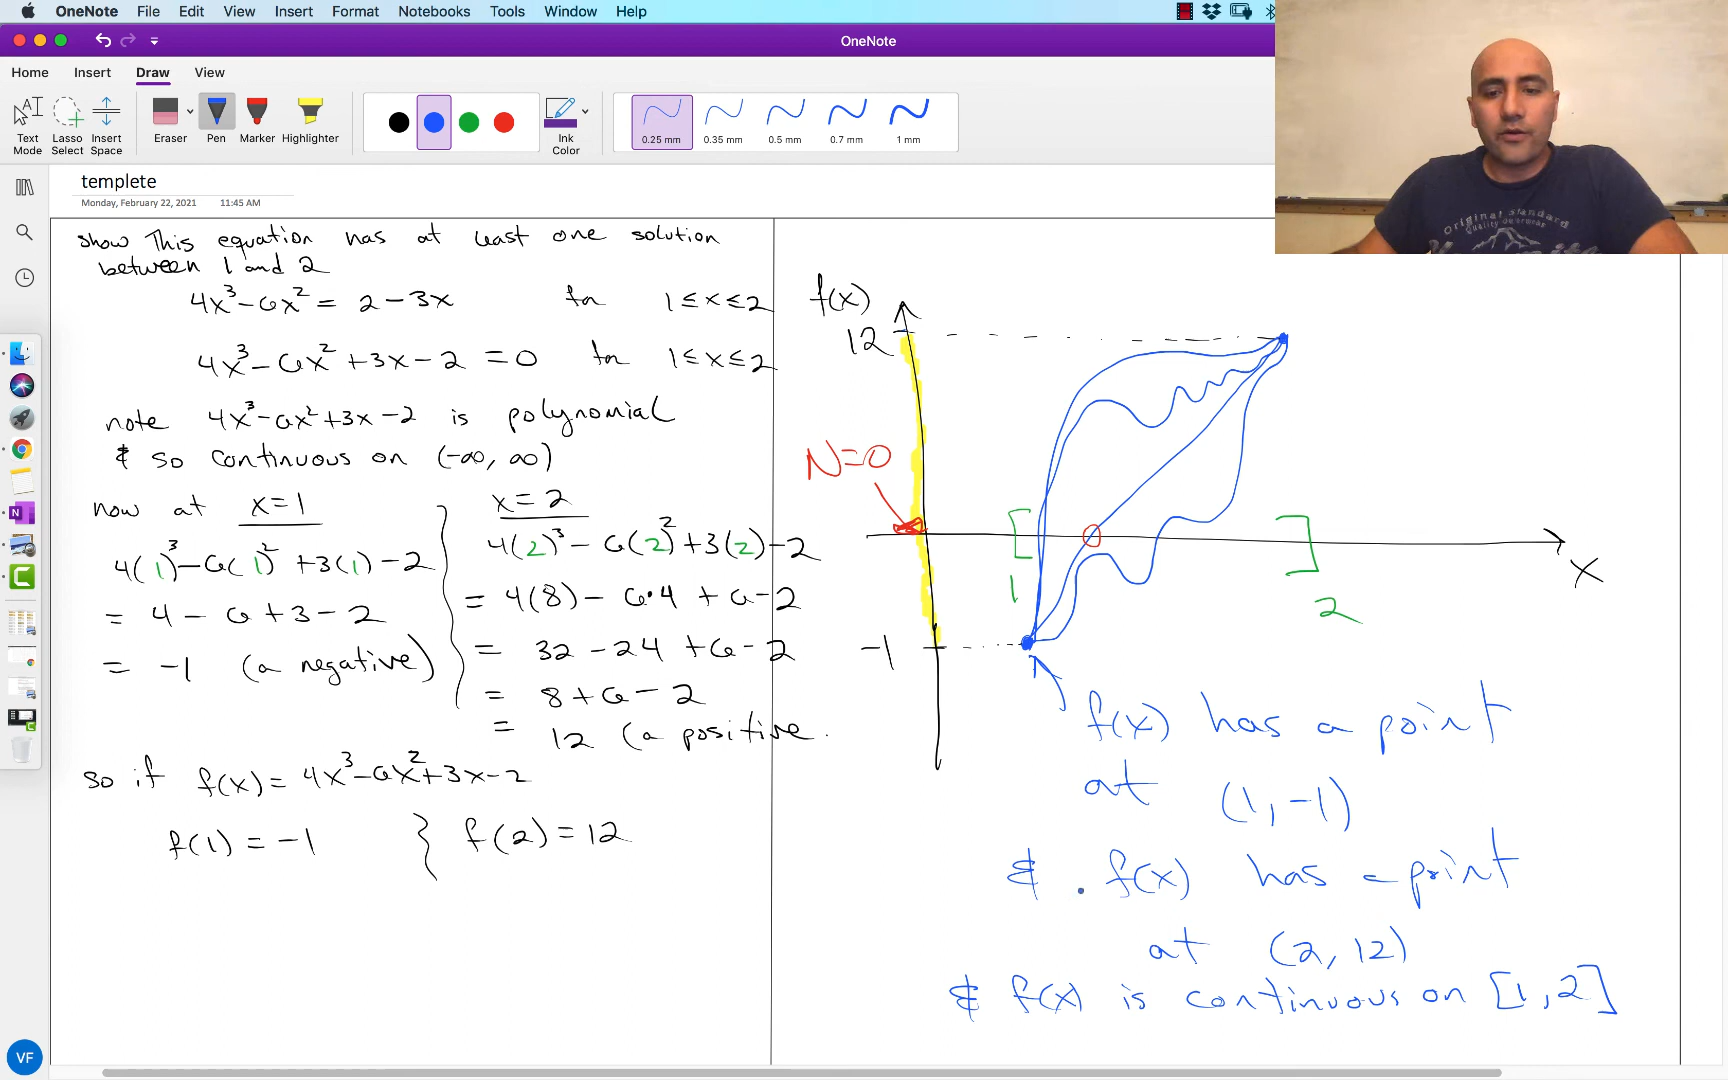 OneNote File Edit View Insert Format Notebooks Tools Window Help
OneNote
Home Insert Draw View
Text Mode Lasso Select Insert Space Eraser Pen Marker Highlighter Ink Color 0.25 mm 0.35 mm 0.5 mm 0.7 mm 1 mm
templete
Monday, February 22, 2021 11:45 AM
show This equation has at least one solution
between 1 and 2
4x³-6x² = 2-3x for 1≤x≤2
4x³-6x²+3x-2 = 0 for 1≤x≤2
note 4x³-6x²+3x-2 is polynomial
& so continuous on (-∞, ∞)
now at x=1
4(1)³-6(1)²+3(1)-2
= 4-6+3-2
= -1 (a negative)
x=2
4(2)³-6(2)²+3(2)-2
= 4(8)-6·4+6-2
= 32-24+6-2
= 8+6-2
= 12 (a positive.
so if f(x)=4x³-6x²+3x-2
f(1) = -1 } f(2) = 12
f(x)
12
N=0
[ ]
1 2
x
-1
f(x) has a point
at (1,-1)
& f(x) has a point
at (2,12)
& f(x) is continuous on [1,2]
Original standard
VF